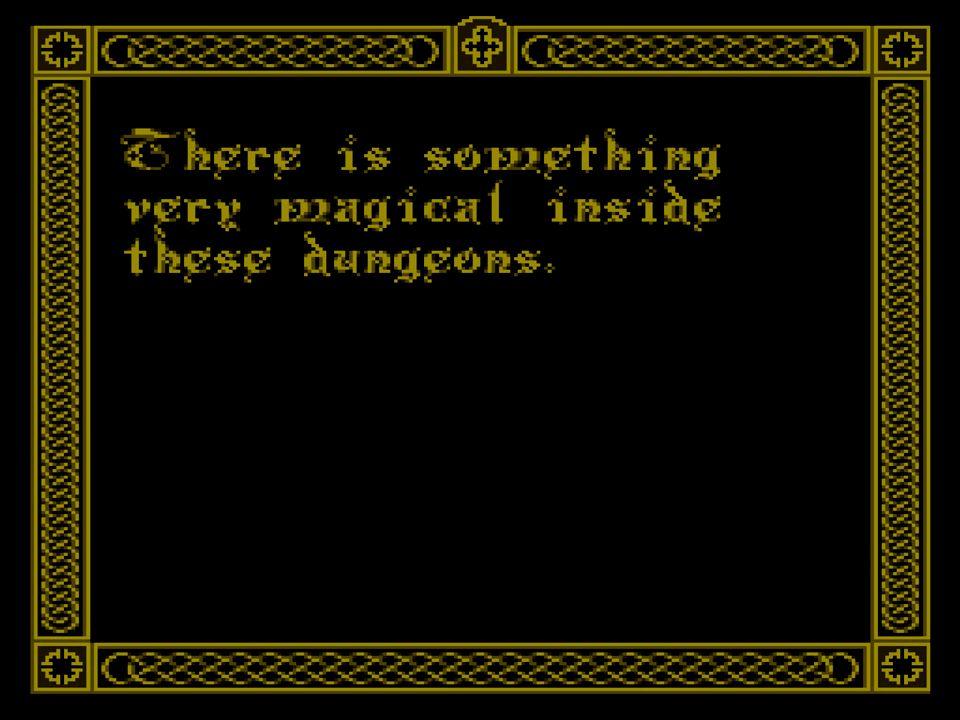 There is something
very magical inside
these dungeons.